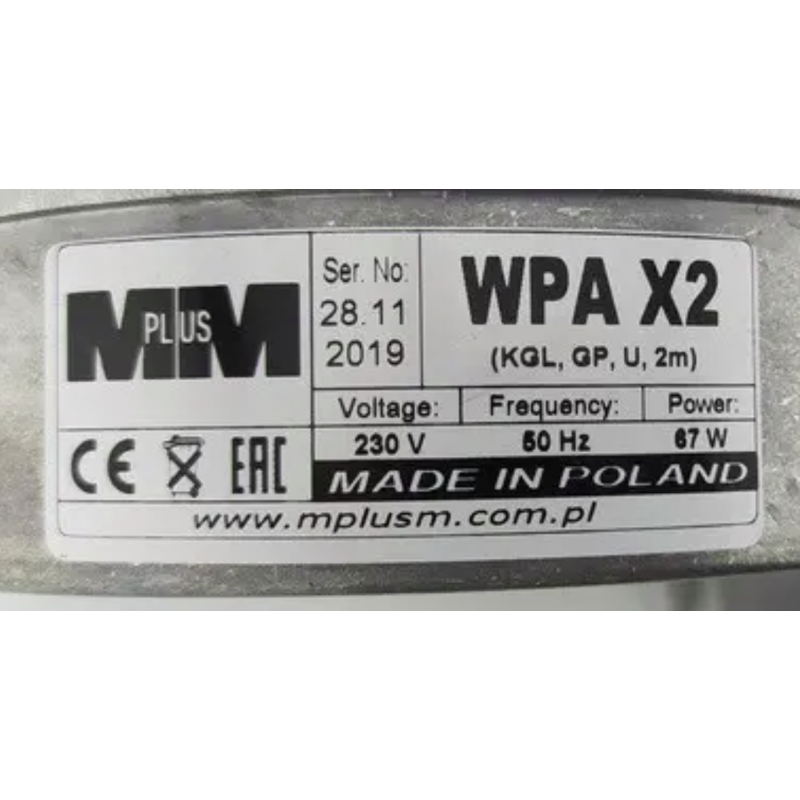 M PLUS M
Ser. No:
28.11
2019
WPA X2
(KGL, GP, U, 2m)
Voltage: Frequency: Power:
230 V 50 Hz 67 W
CE EAC
MADE IN POLAND
www.mplusm.com.pl